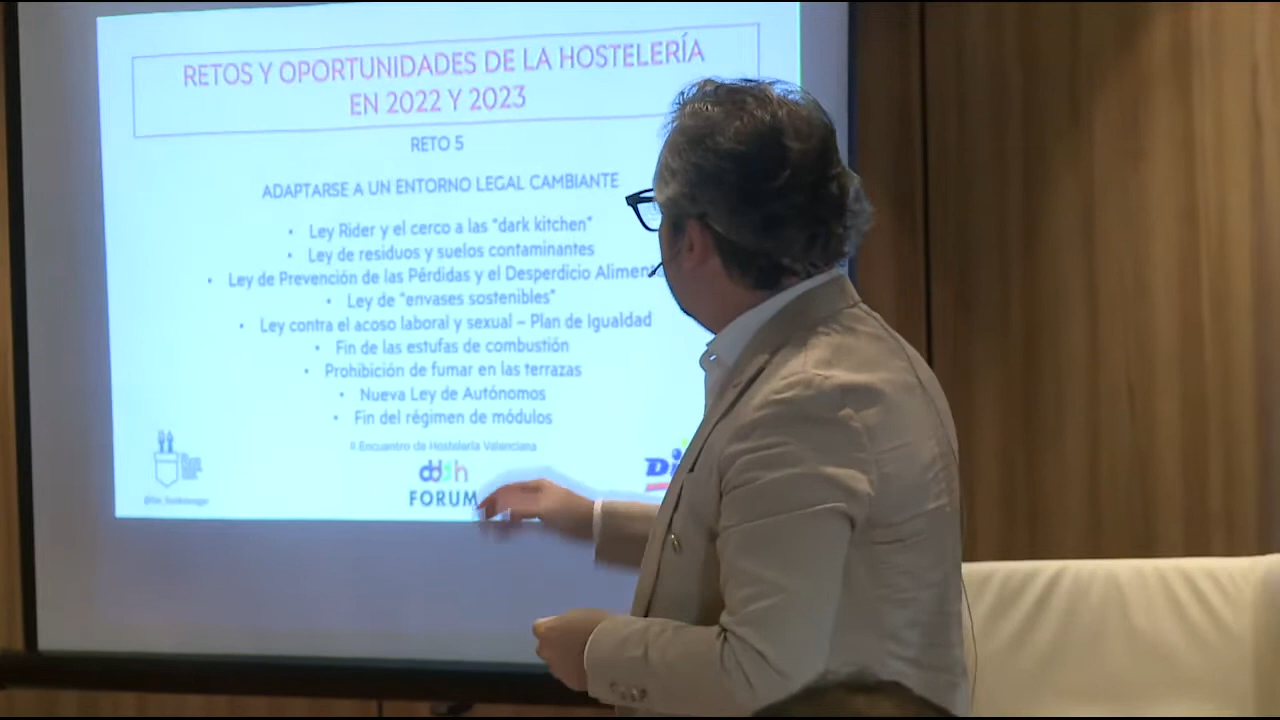 RETOS Y OPORTUNIDADES DE LA HOSTELERÍA
EN 2022 Y 2023
RETO 5
ADAPTARSE A UN ENTORNO LEGAL CAMBIANTE
• Ley Rider y el cerco a las "dark kitchen"
• Ley de residuos y suelos contaminantes
• Ley de Prevención de las Pérdidas y el Desperdicio
• Ley de "envases sostenibles"
• Ley contra el acoso laboral y sexual – Plan de Igualdad
• Fin de las estufas de combustión
• Prohibición de fumar en las terrazas
• Nueva Ley de Autónomos
• Fin del régimen de módulos
II Encuentro de Hostelería Valenciana
FORUM